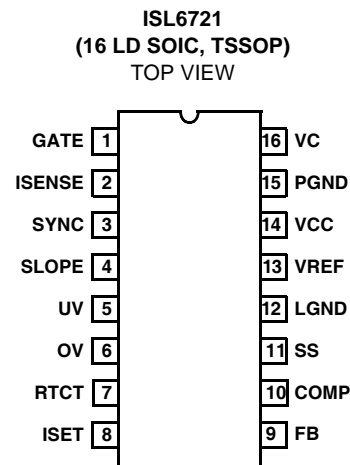 ISL6721
(16 LD SOIC, TSSOP)
TOP VIEW
GATE 1 16 VC
ISENSE 2 15 PGND
SYNC 3 14 VCC
SLOPE 4 13 VREF
UV 5 12 LGND
OV 6 11 SS
RTCT 7 10 COMP
ISET 8 9 FB